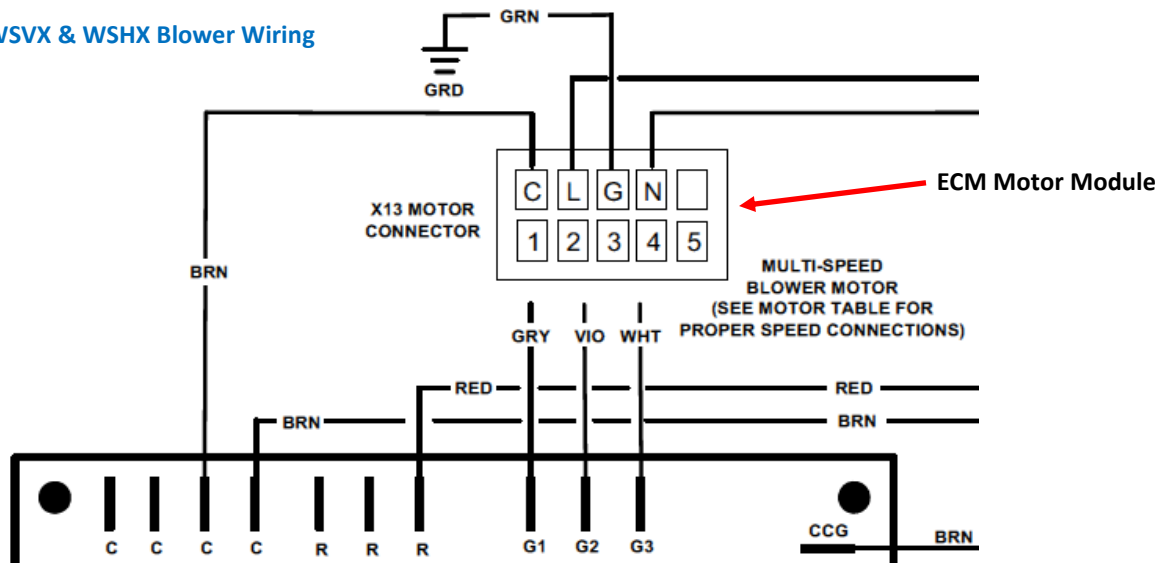 GRN
WSVX & WSHX Blower Wiring
GRD
C L G N
ECM Motor Module
X13 MOTOR
CONNECTOR
1 2 3 4 5
BRN
MULTI-SPEED
BLOWER MOTOR
(SEE MOTOR TABLE FOR
PROPER SPEED CONNECTIONS)
GRY VIO WHT
RED RED
BRN BRN
CCG BRN
C C C C R R R G1 G2 G3